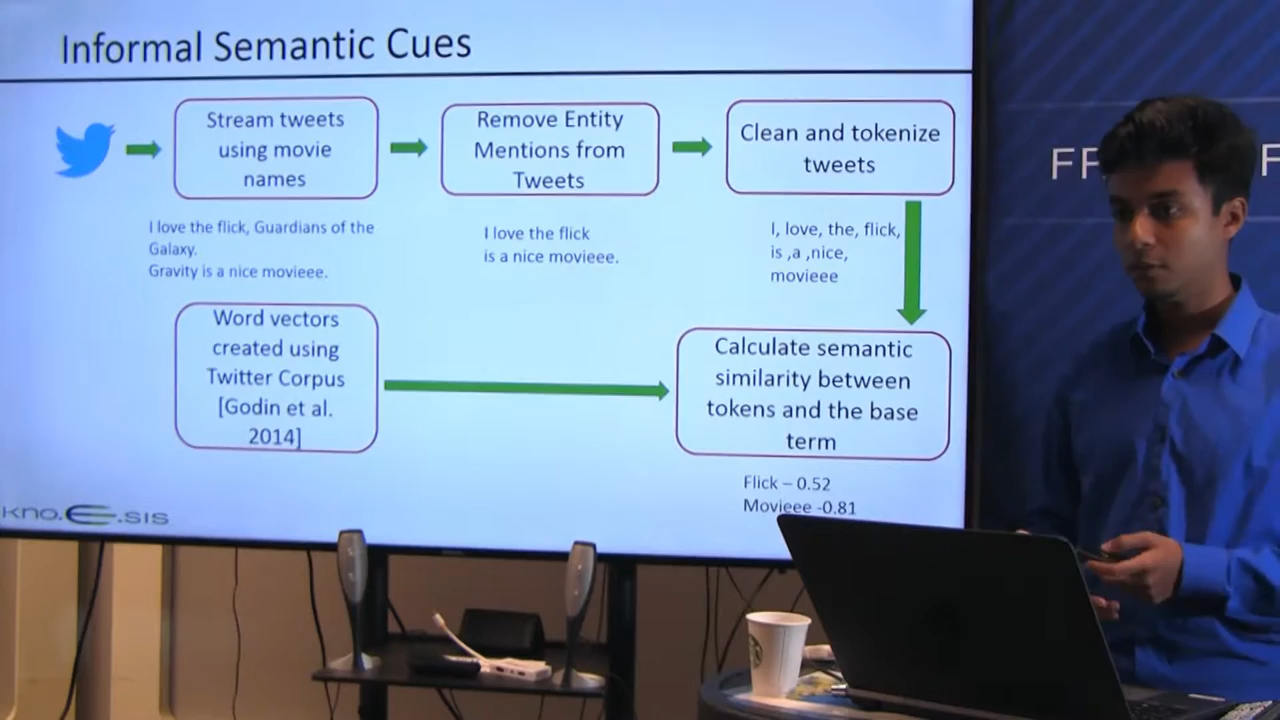 Informal Semantic Cues
Stream tweets
using movie
names
Remove Entity
Mentions from
Tweets
Clean and tokenize
tweets
I love the flick, Guardians of the
Galaxy.
Gravity is a nice movieee.
I love the flick
is a nice movieee.
I, love, the, flick,
is ,a ,nice,
movieee
Word vectors
created using
Twitter Corpus
[Godin et al.
2014]
Calculate semantic
similarity between
tokens and the base
term
Flick – 0.52
Movieee -0.81
kno.e.sis